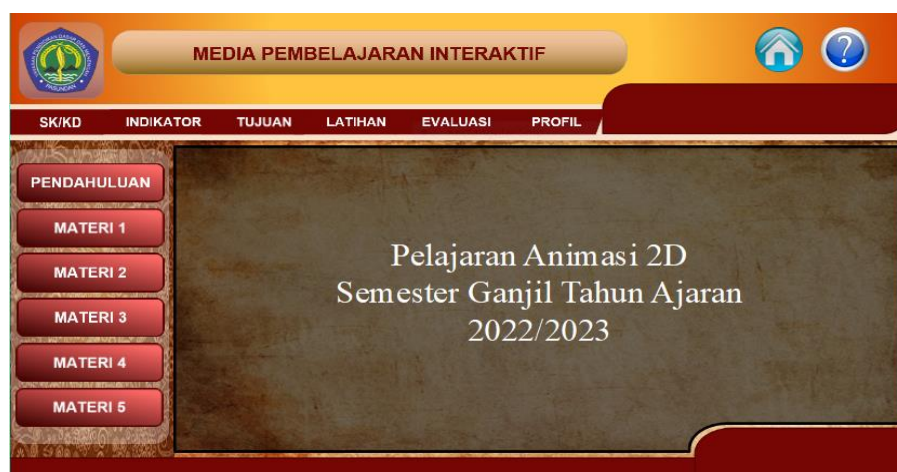 MEDIA PEMBELAJARAN INTERAKTIF
?
SK/KD INDIKATOR TUJUAN LATIHAN EVALUASI PROFIL
PENDAHULUAN
MATERI 1
MATERI 2
MATERI 3
MATERI 4
MATERI 5
Pelajaran Animasi 2D
Semester Ganjil Tahun Ajaran
2022/2023